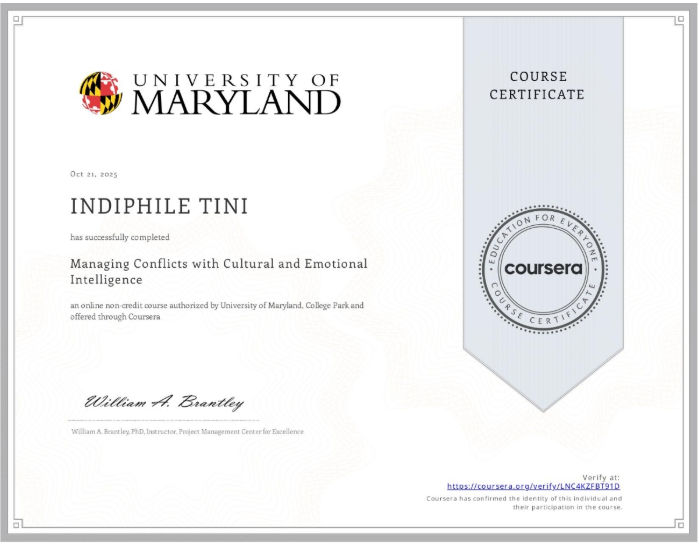 UNIVERSITY OF
MARYLAND
COURSE
CERTIFICATE
Oct 21, 2025
INDIPHILE TINI
has successfully completed
Managing Conflicts with Cultural and Emotional
Intelligence
an online non-credit course authorized by University of Maryland, College Park and
offered through Coursera
EDUCATION FOR EVERYONE
coursera
COURSE CERTIFICATE
William A. Brantley
William A. Brantley, PhD, Instructor, Project Management Center for Excellence
Verify at:
https://coursera.org/verify/LNC4KZFBT91D
Coursera has confirmed the identity of this individual and
their participation in the course.